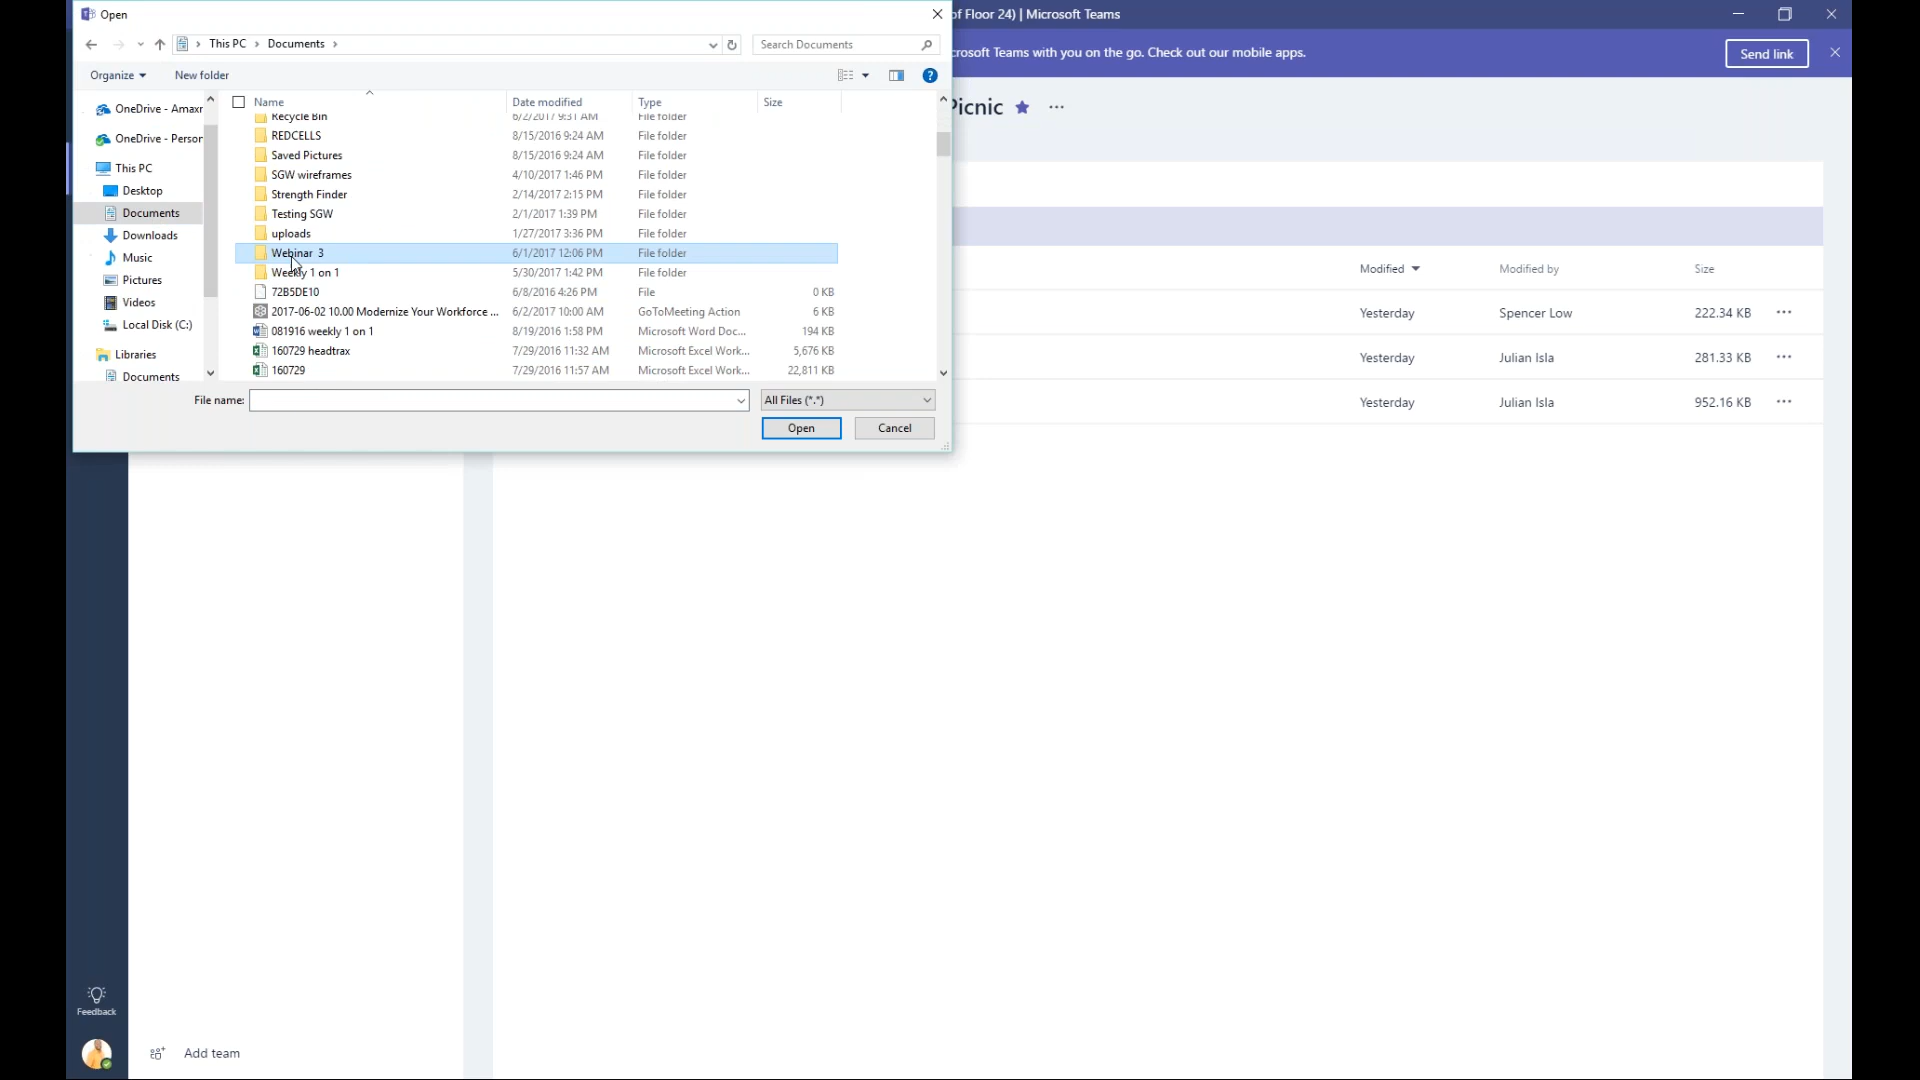 Open
of Floor 24) | Microsoft Teams
This PC > Documents >
Search Documents
crosoft Teams with you on the go. Check out our mobile apps.
Send link
Organize
New folder
Picnic
OneDrive - Amaxr
OneDrive - Person
This PC
Desktop
Documents
Downloads
Music
Pictures
Videos
Local Disk (C:)
Libraries
Documents
Name Date modified Type Size
Recycle Bin 6/2/2017 9:31 AM File folder
REDCELLS 8/15/2016 9:24 AM File folder
Saved Pictures 8/15/2016 9:24 AM File folder
SGW wireframes 4/10/2017 1:46 PM File folder
Strength Finder 2/14/2017 2:15 PM File folder
Testing SGW 2/1/2017 1:39 PM File folder
uploads 1/27/2017 3:36 PM File folder
Webinar 3 6/1/2017 12:06 PM File folder
Weekly 1 on 1 5/30/2017 1:42 PM File folder
72B5DE10 6/8/2016 4:26 PM File 0 KB
2017-06-02 10.00 Modernize Your Workforce ... 6/2/2017 10:00 AM GoToMeeting Action 6 KB
081916 weekly 1 on 1 8/19/2016 1:58 PM Microsoft Word Doc... 194 KB
160729 headtrax 7/29/2016 11:32 AM Microsoft Excel Work... 5,676 KB
160729 7/29/2016 11:57 AM Microsoft Excel Work... 22,811 KB
File name:
All Files (*.*)
Open
Cancel
Modified Modified by Size
Yesterday Spencer Low 222.34 KB
Yesterday Julian Isla 281.33 KB
Yesterday Julian Isla 952.16 KB
Feedback
Add team